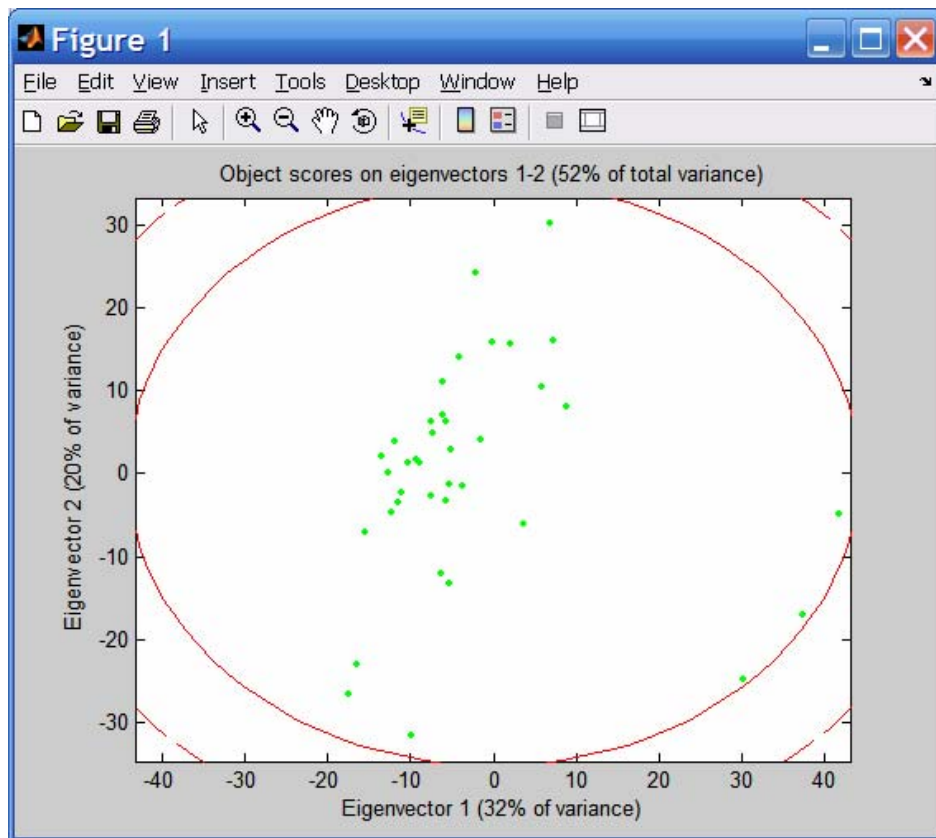 Figure 1
File Edit View Insert Tools Desktop Window Help
Object scores on eigenvectors 1-2 (52% of total variance)
30
20
10
0
-10
-20
-30
Eigenvector 2 (20% of variance)
-40 -30 -20 -10 0 10 20 30 40
Eigenvector 1 (32% of variance)